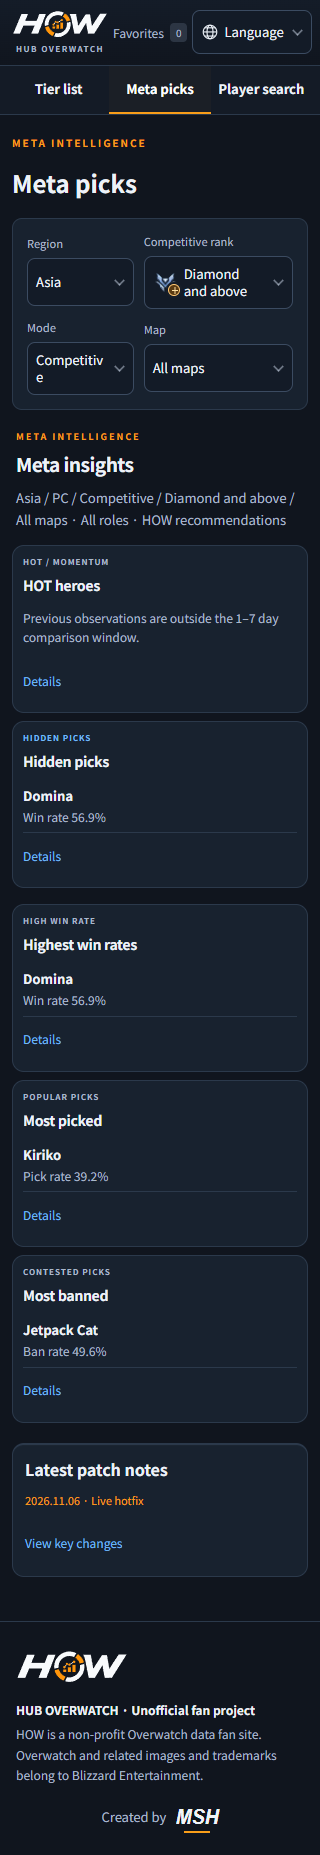 HOW
HUB OVERWATCH
Favorites 0
Language
Tier list Meta picks Player search
META INTELLIGENCE
Meta picks
Region
Competitive rank
Asia
Diamond
and above
Mode
Map
Competitiv
e
All maps
META INTELLIGENCE
Meta insights
Asia / PC / Competitive / Diamond and above /
All maps · All roles · HOW recommendations
HOT / MOMENTUM
HOT heroes
Previous observations are outside the 1–7 day
comparison window.
Details
HIDDEN PICKS
Hidden picks
Domina
Win rate 56.9%
Details
HIGH WIN RATE
Highest win rates
Domina
Win rate 56.9%
Details
POPULAR PICKS
Most picked
Kiriko
Pick rate 39.2%
Details
CONTESTED PICKS
Most banned
Jetpack Cat
Ban rate 49.6%
Details
Latest patch notes
2026.11.06 · Live hotfix
View key changes
HOW
HUB OVERWATCH · Unofficial fan project
HOW is a non-profit Overwatch data fan site.
Overwatch and related images and trademarks
belong to Blizzard Entertainment.
Created by MSH